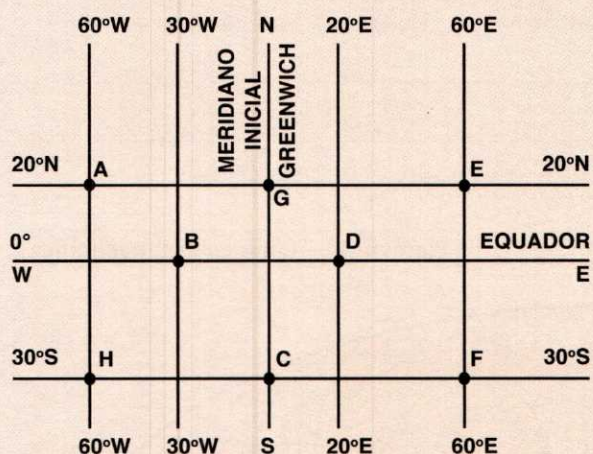 60°W 30°W N 20°E 60°E
MERIDIANO
INICIAL
GREENWICH
20°N A E 20°N
G
0° B D EQUADOR
W E
30°S H C F 30°S
60°W 30°W S 20°E 60°E